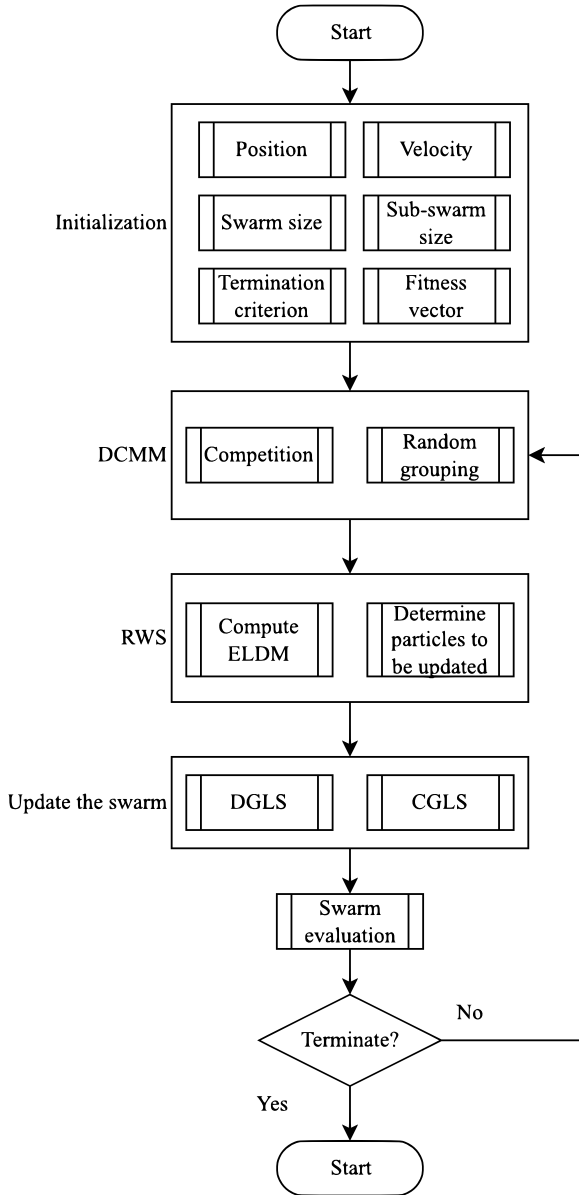 Start
Position
Velocity
Initialization
Swarm size
Sub-swarm
size
Termination
criterion
Fitness
vector
DCMM
Competition
Random
grouping
RWS
Compute
ELDM
Determine
particles to
be updated
Update the swarm
DGLS
CGLS
Swarm
evaluation
Terminate?
No
Yes
Start